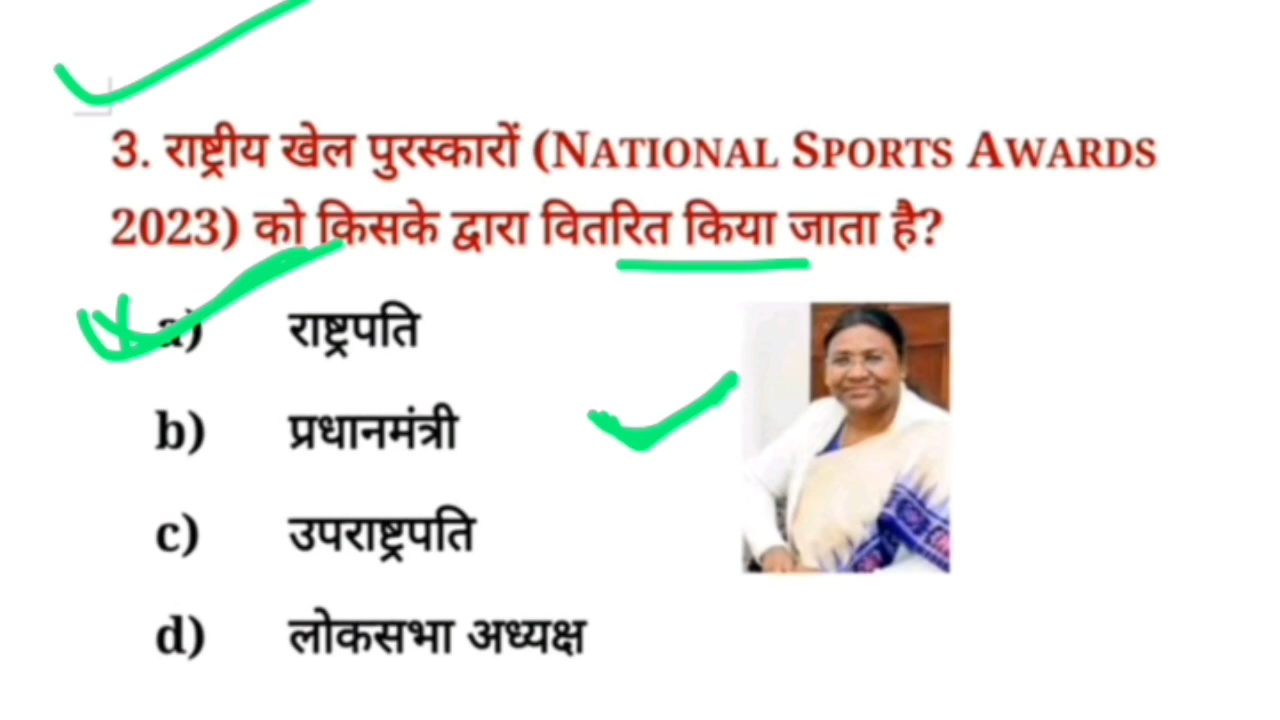 3. राष्ट्रीय खेल पुरस्कारों (NATIONAL SPORTS AWARDS
2023) को किसके द्वारा वितरित किया जाता है?
a) राष्ट्रपति
b) प्रधानमंत्री
c) उपराष्ट्रपति
d) लोकसभा अध्यक्ष